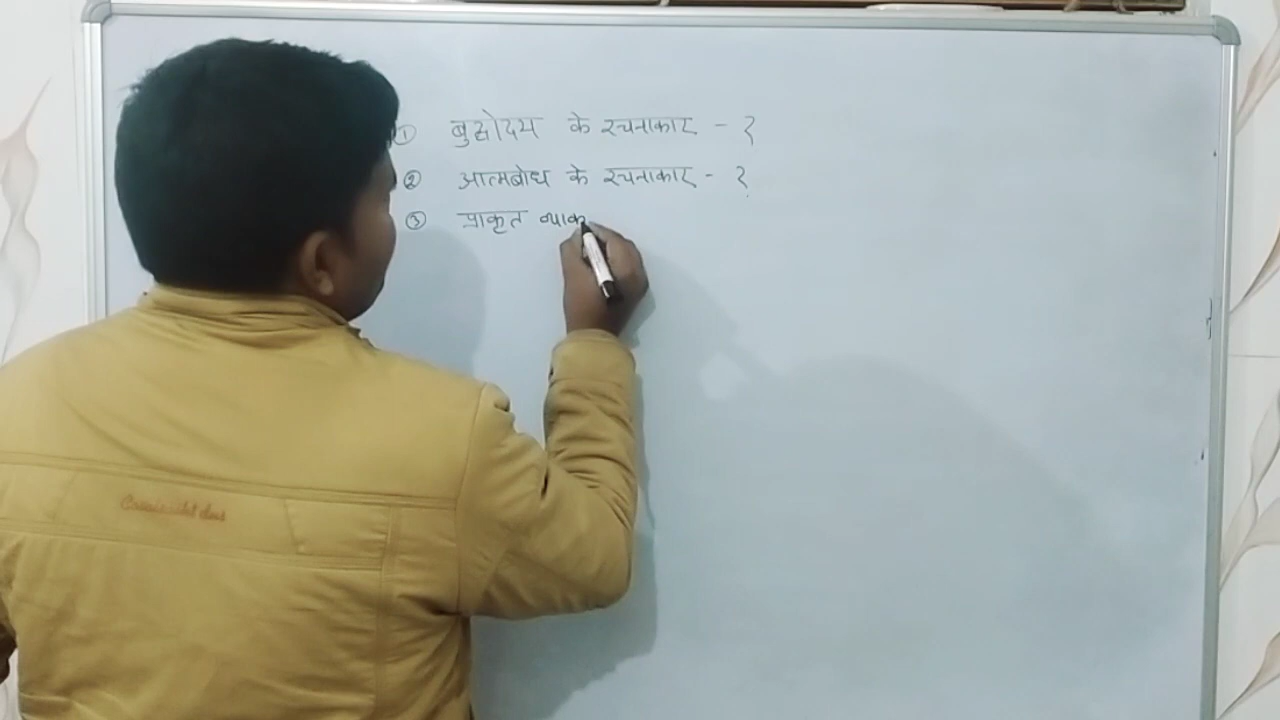 ① बुद्धोदय के रचनाकार - ?
② आत्मबोध के रचनाकार - ?
③ प्राकृत व्याक